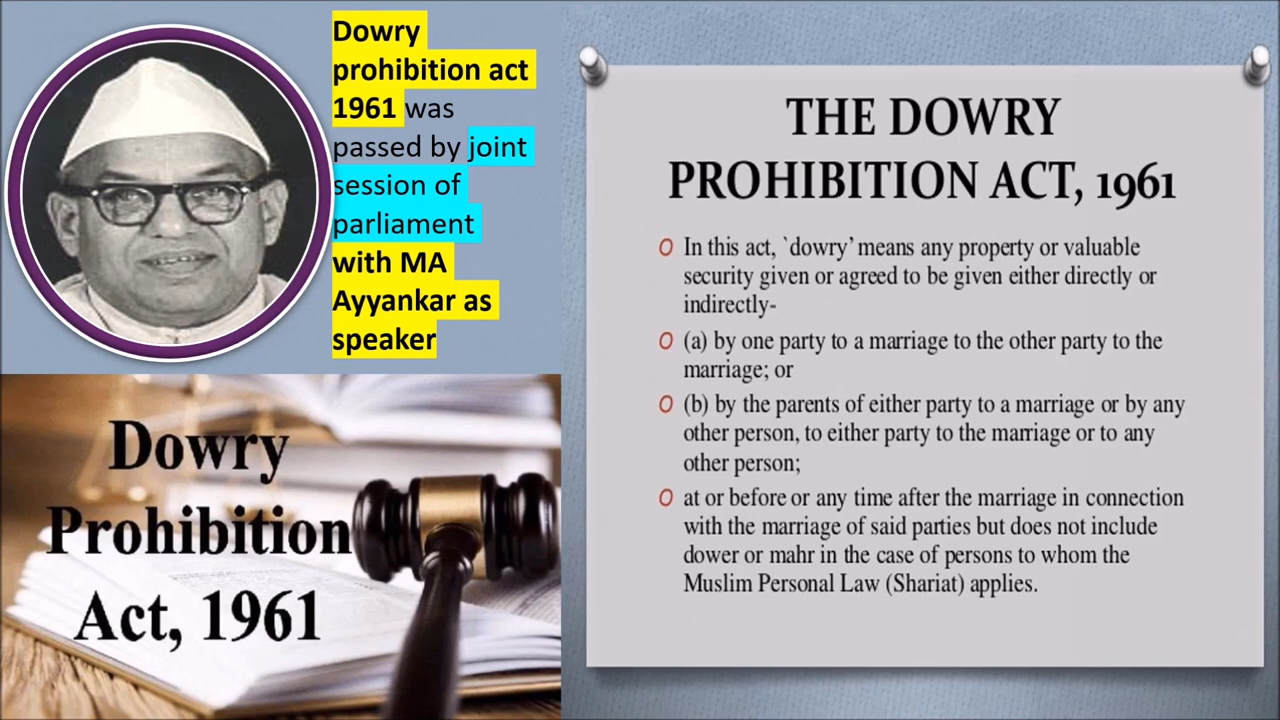 Dowry
prohibition act
1961 was
passed by joint
session of
parliament
with MA
Ayyankar as
speaker
Dowry
Prohibition
Act, 1961
THE DOWRY
PROHIBITION ACT, 1961
O In this act, `dowry' means any property or valuable
security given or agreed to be given either directly or
indirectly-
O (a) by one party to a marriage to the other party to the
marriage; or
O (b) by the parents of either party to a marriage or by any
other person, to either party to the marriage or to any
other person;
O at or before or any time after the marriage in connection
with the marriage of said parties but does not include
dower or mahr in the case of persons to whom the
Muslim Personal Law (Shariat) applies.